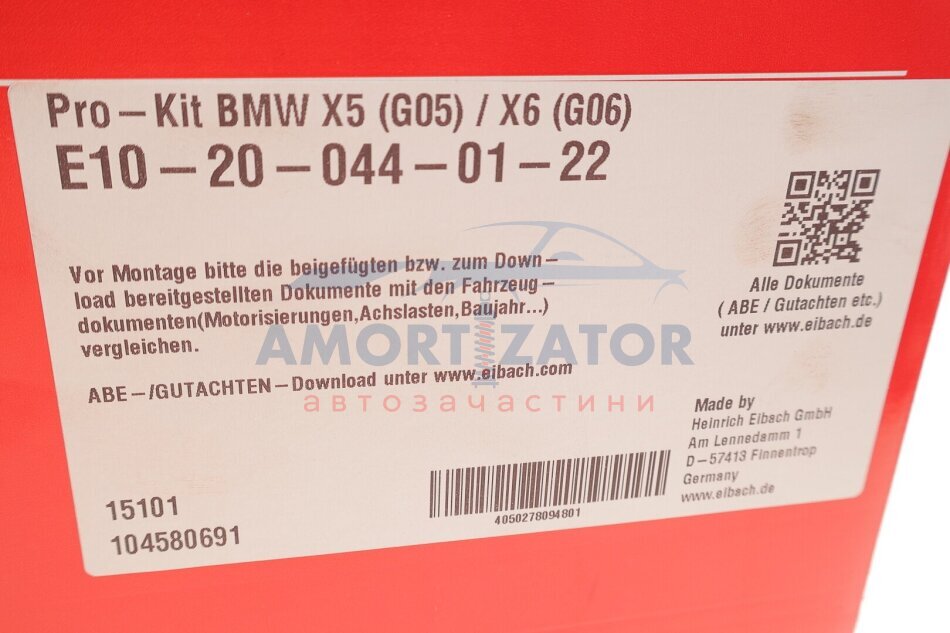 Pro-Kit BMW X5 (G05) / X6 (G06)
E10-20-044-01-22
Vor Montage bitte die beigefügten bzw. zum Down-
load bereitgestellten Dokumente mit den Fahrzeug-
dokumenten(Motorisierungen,Achslasten,Baujahr...)
vergleichen.
ABE-/GUTACHTEN-Download unter www.eibach.com
Alle Dokumente
( ABE / Gutachten etc.)
unter www.eibach.de
AMORTIZATOR
автозачастини
Made by
Heinrich Eibach GmbH
Am Lennedamm 1
D-57413 Finnentrop
Germany
www.eibach.de
15101
104580691
4050278094801